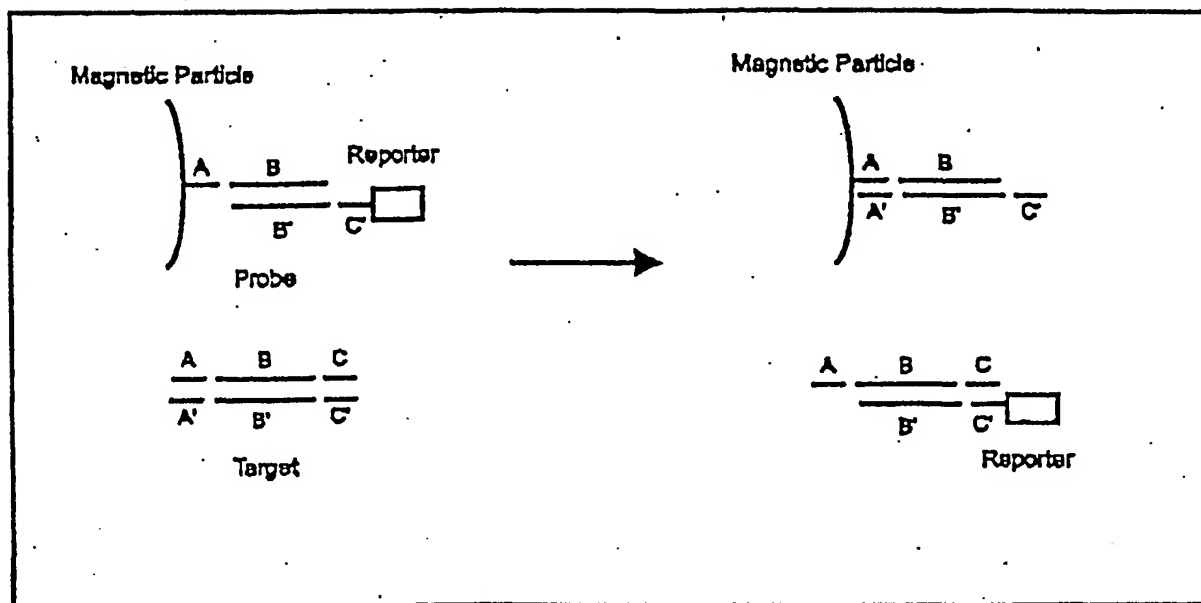 Magnetic Particle
A B Reporter
B' C'
Probe
A B C
A' B' C'
Target
Magnetic Particle
A B
A' B' C'
A B C
B' C'
Reporter